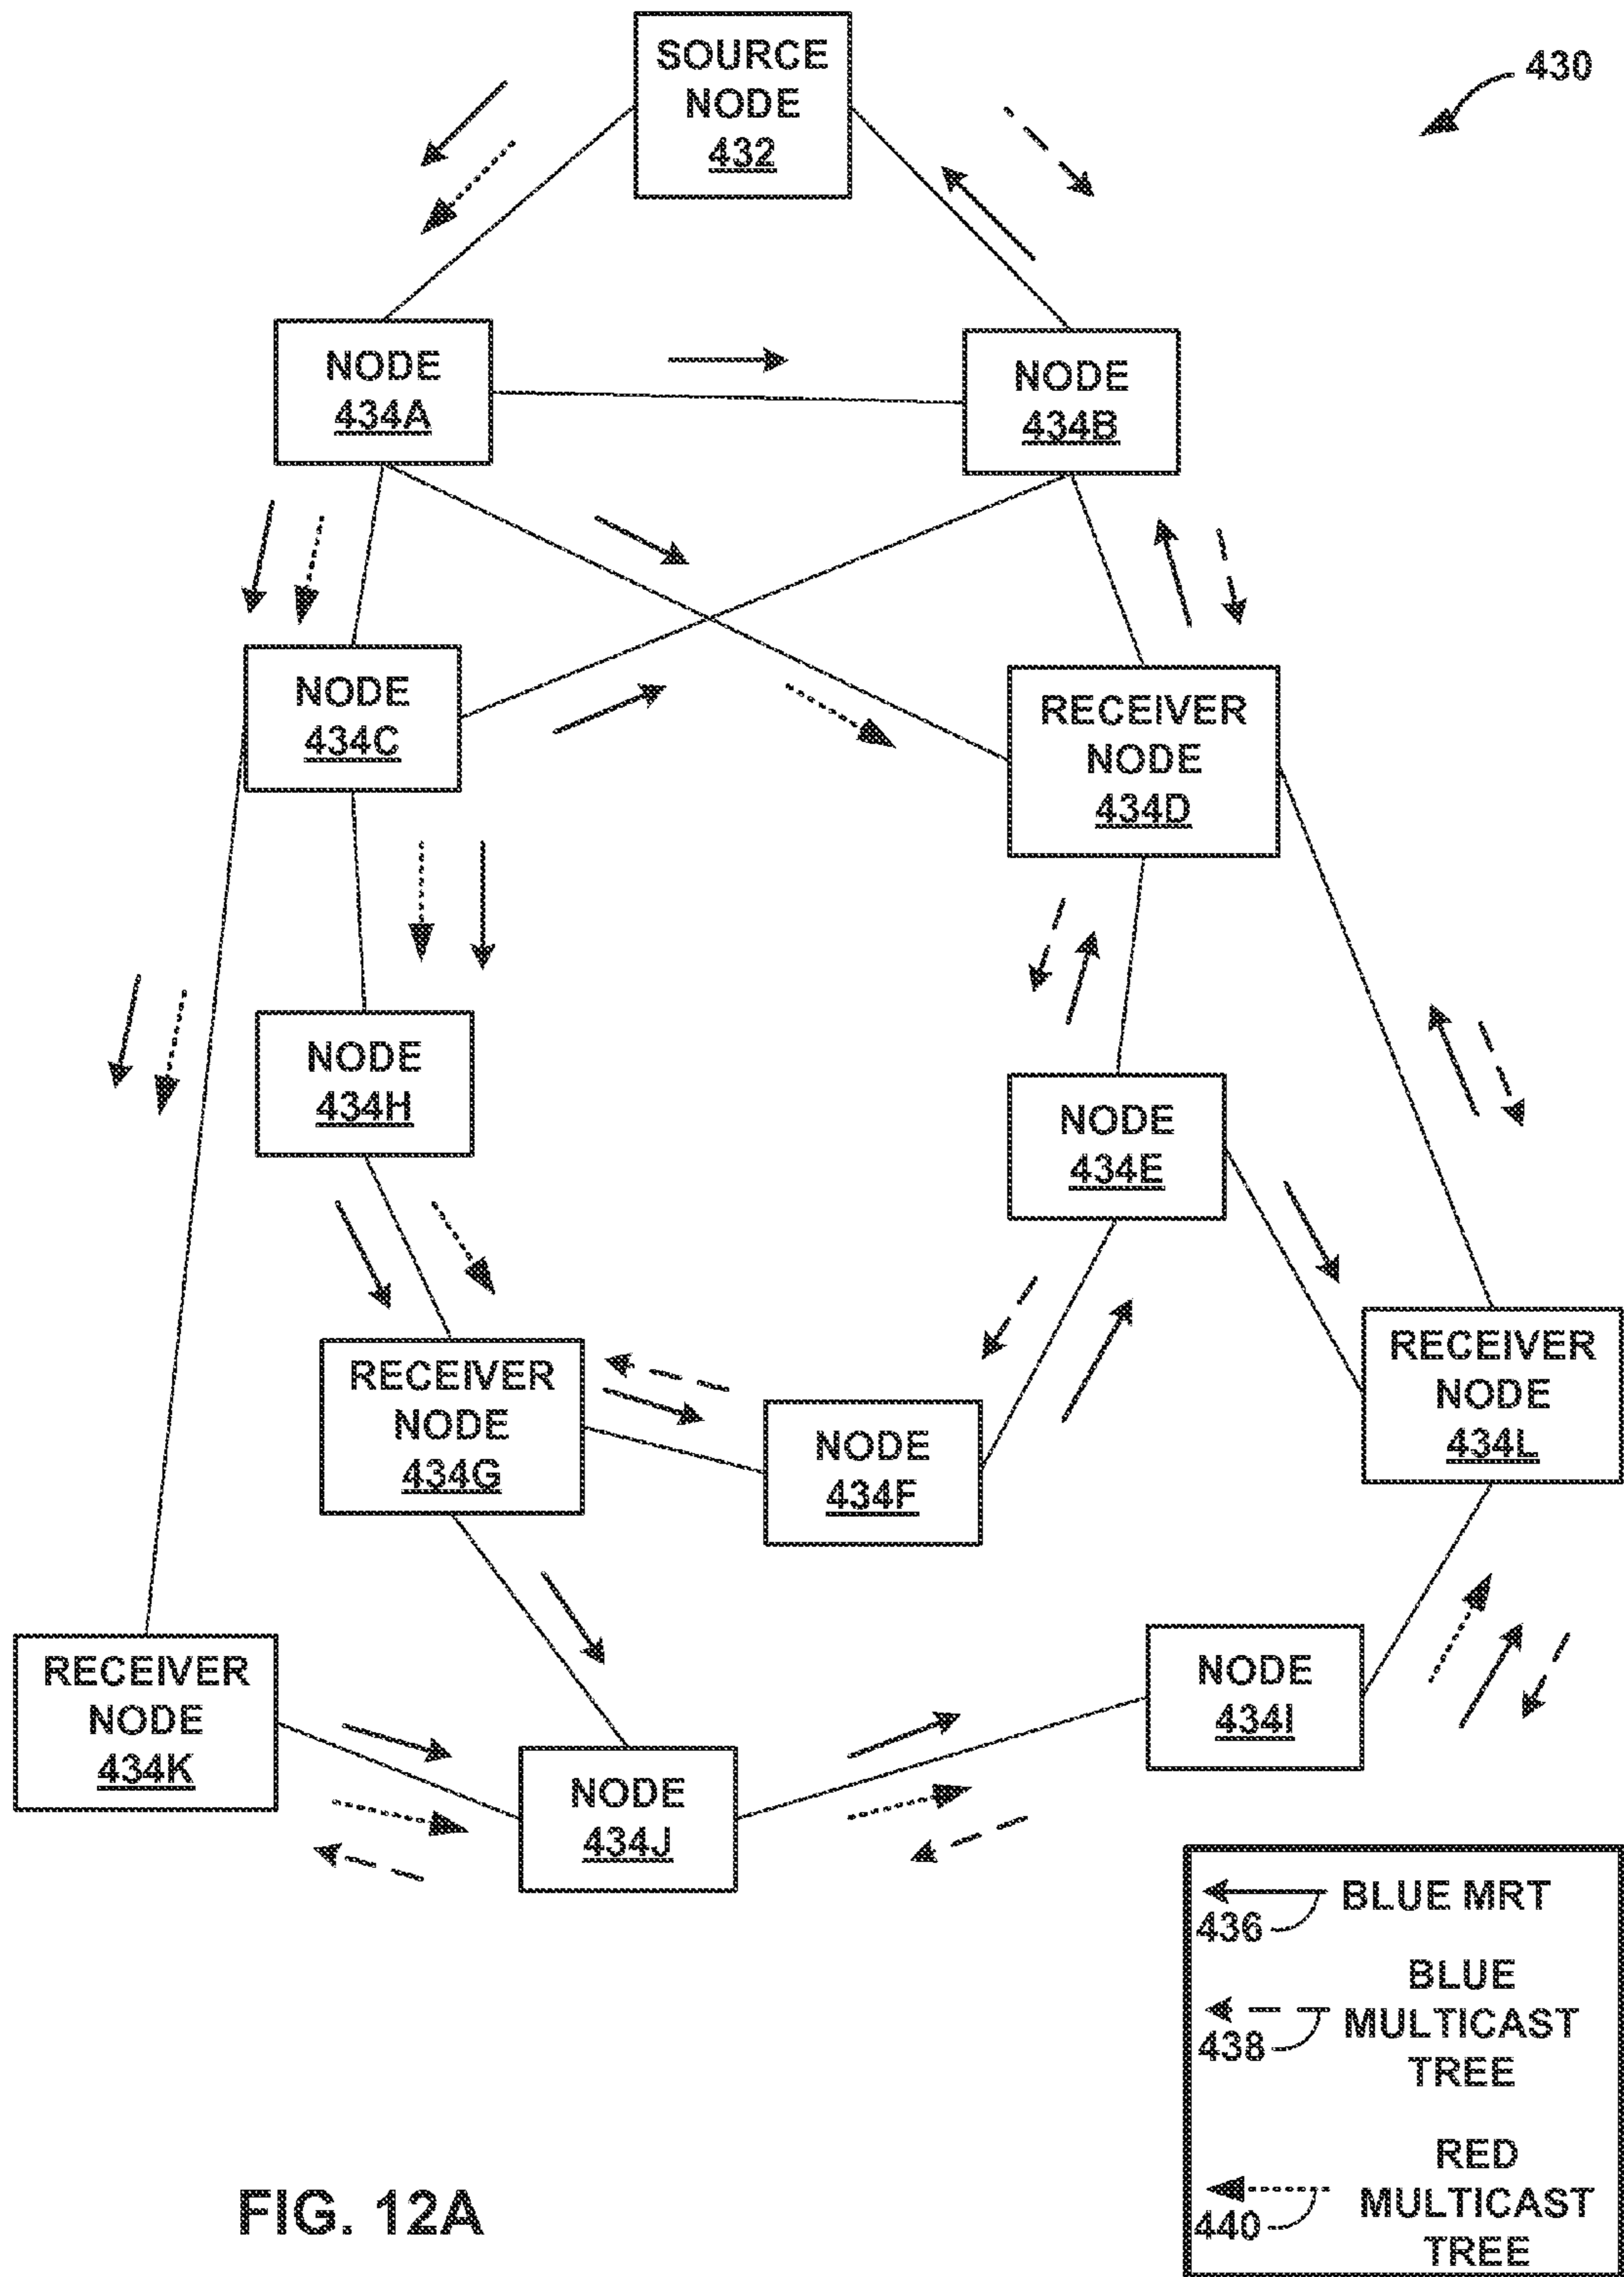 SOURCE
NODE
432
430
NODE
434A
NODE
434B
NODE
434C
RECEIVER
NODE
434D
NODE
434H
NODE
434E
RECEIVER
NODE
434G
NODE
434F
RECEIVER
NODE
434L
RECEIVER
NODE
434K
NODE
434J
NODE
434I
436
BLUE MRT
438
BLUE
MULTICAST
TREE
440
RED
MULTICAST
TREE
FIG. 12A